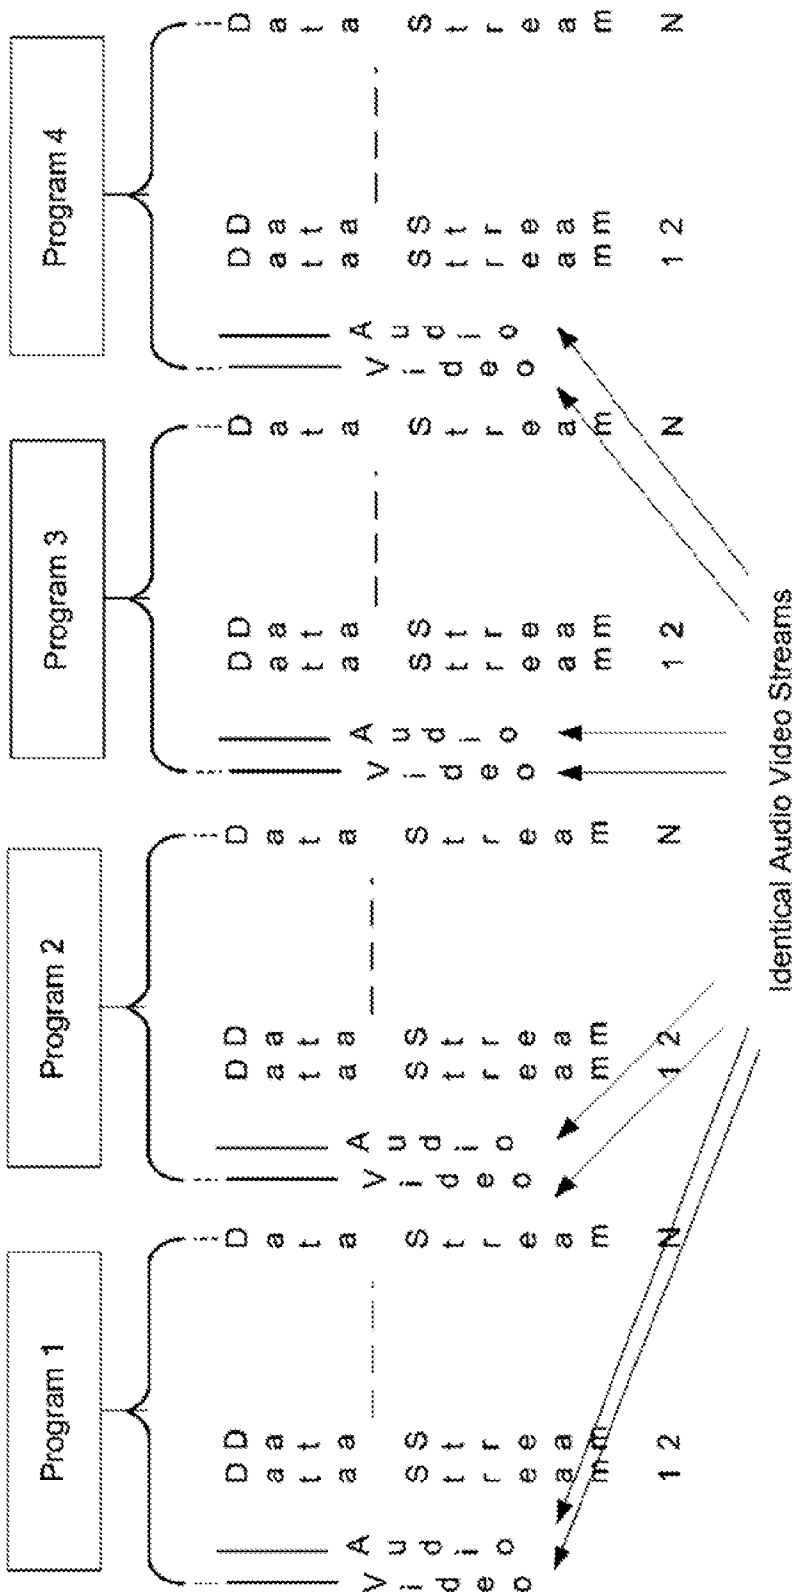 Program 1
Program 2
Program 3
Program 4
Video
Audio
Data Stream 1
Data Stream 2
Data Stream N
Video
Audio
Data Stream 1
Data Stream 2
Data Stream N
Video
Audio
Data Stream 1
Data Stream 2
Data Stream N
Video
Audio
Data Stream 1
Data Stream 2
Data Stream N
Identical Audio Video Streams